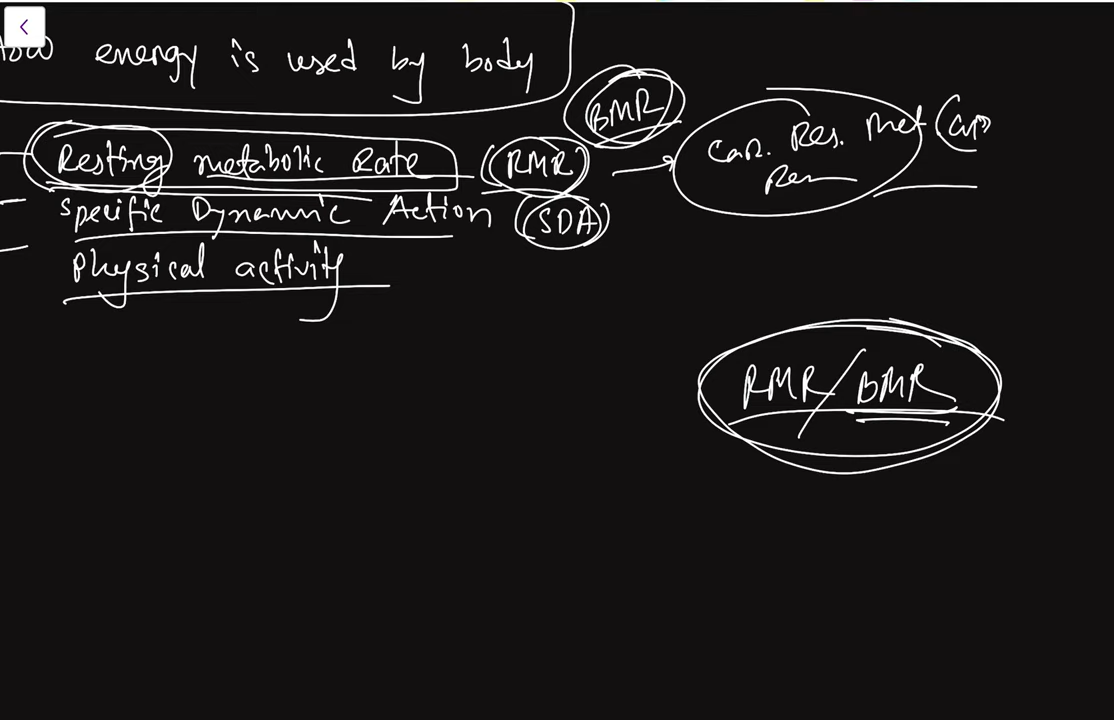 energy is used by body
BMR
Resting metabolic Rate (RMR) → Car. Res. Met
Specific Dynamic Action (SDA)
Physical activity
RMR/BMR